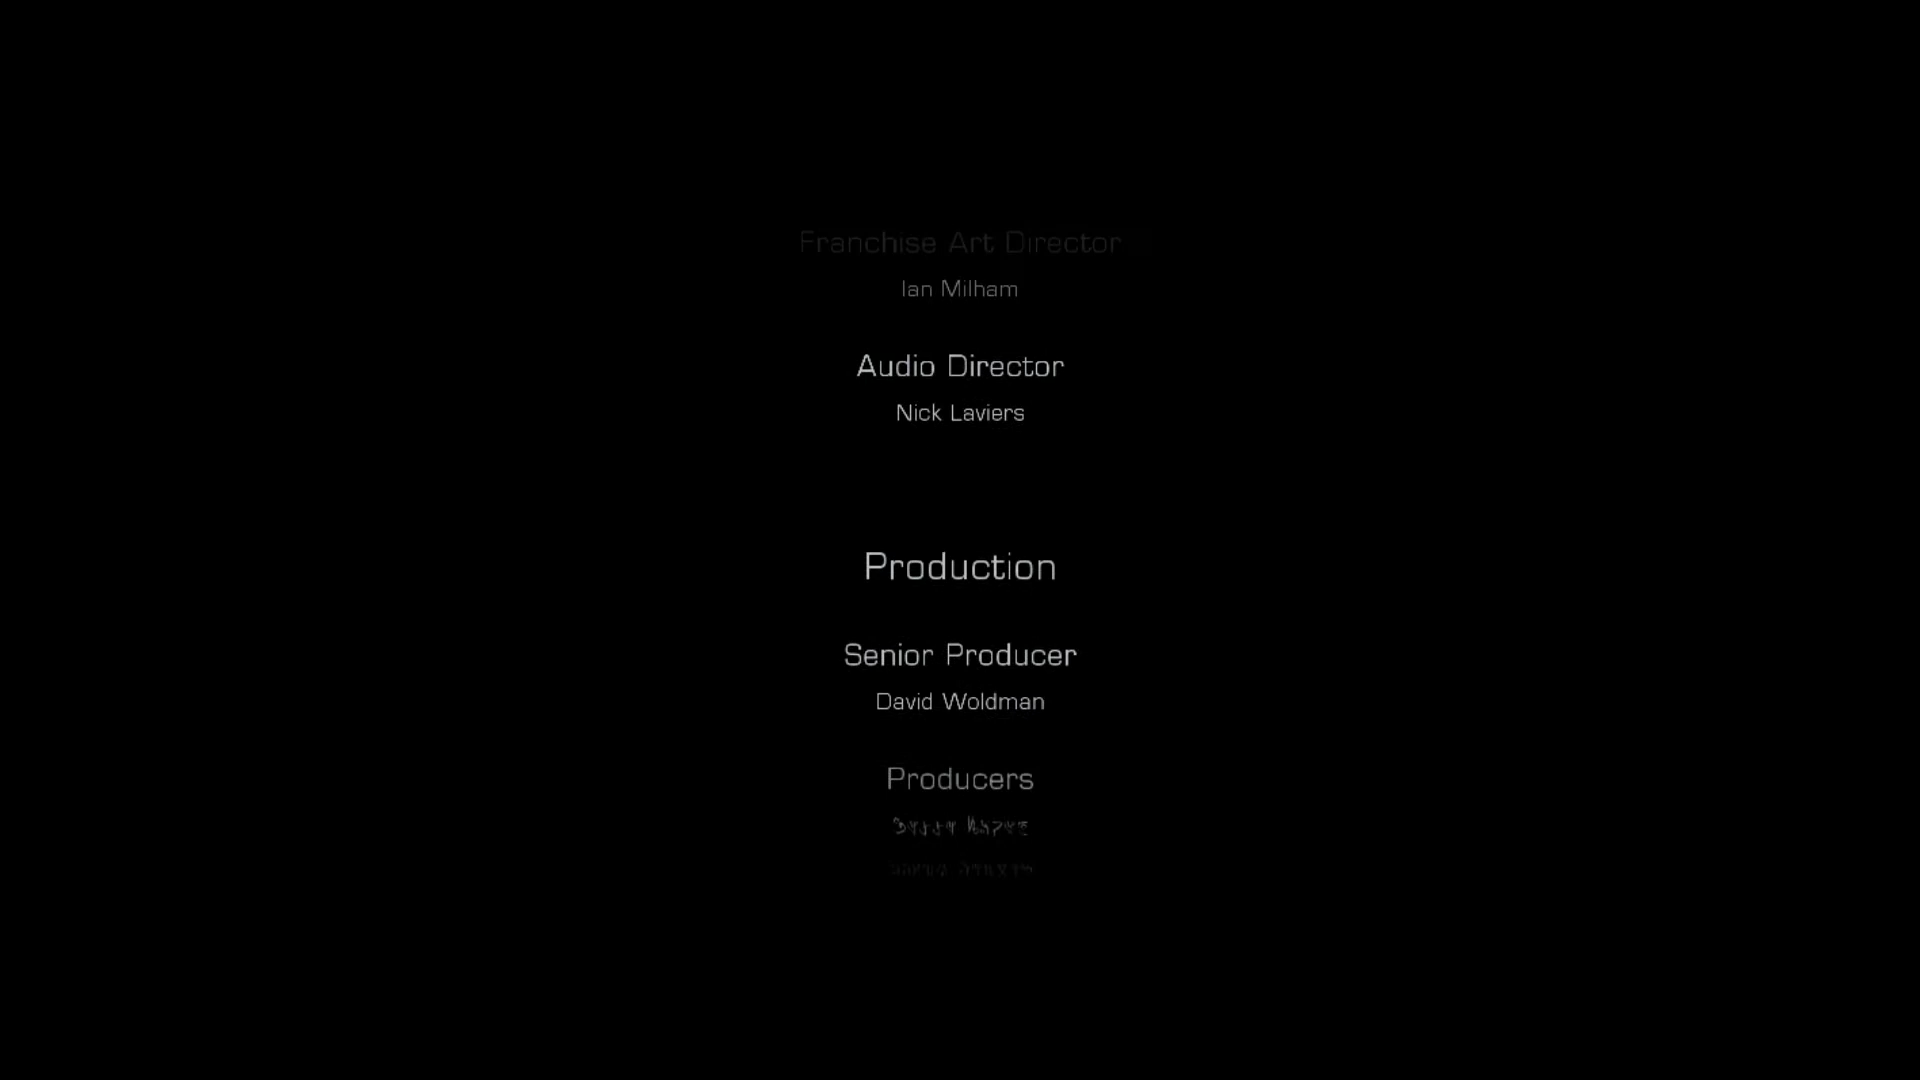 Franchise Art Director
Ian Milham
Audio Director
Nick Laviers
Production
Senior Producer
David Woldman
Producers